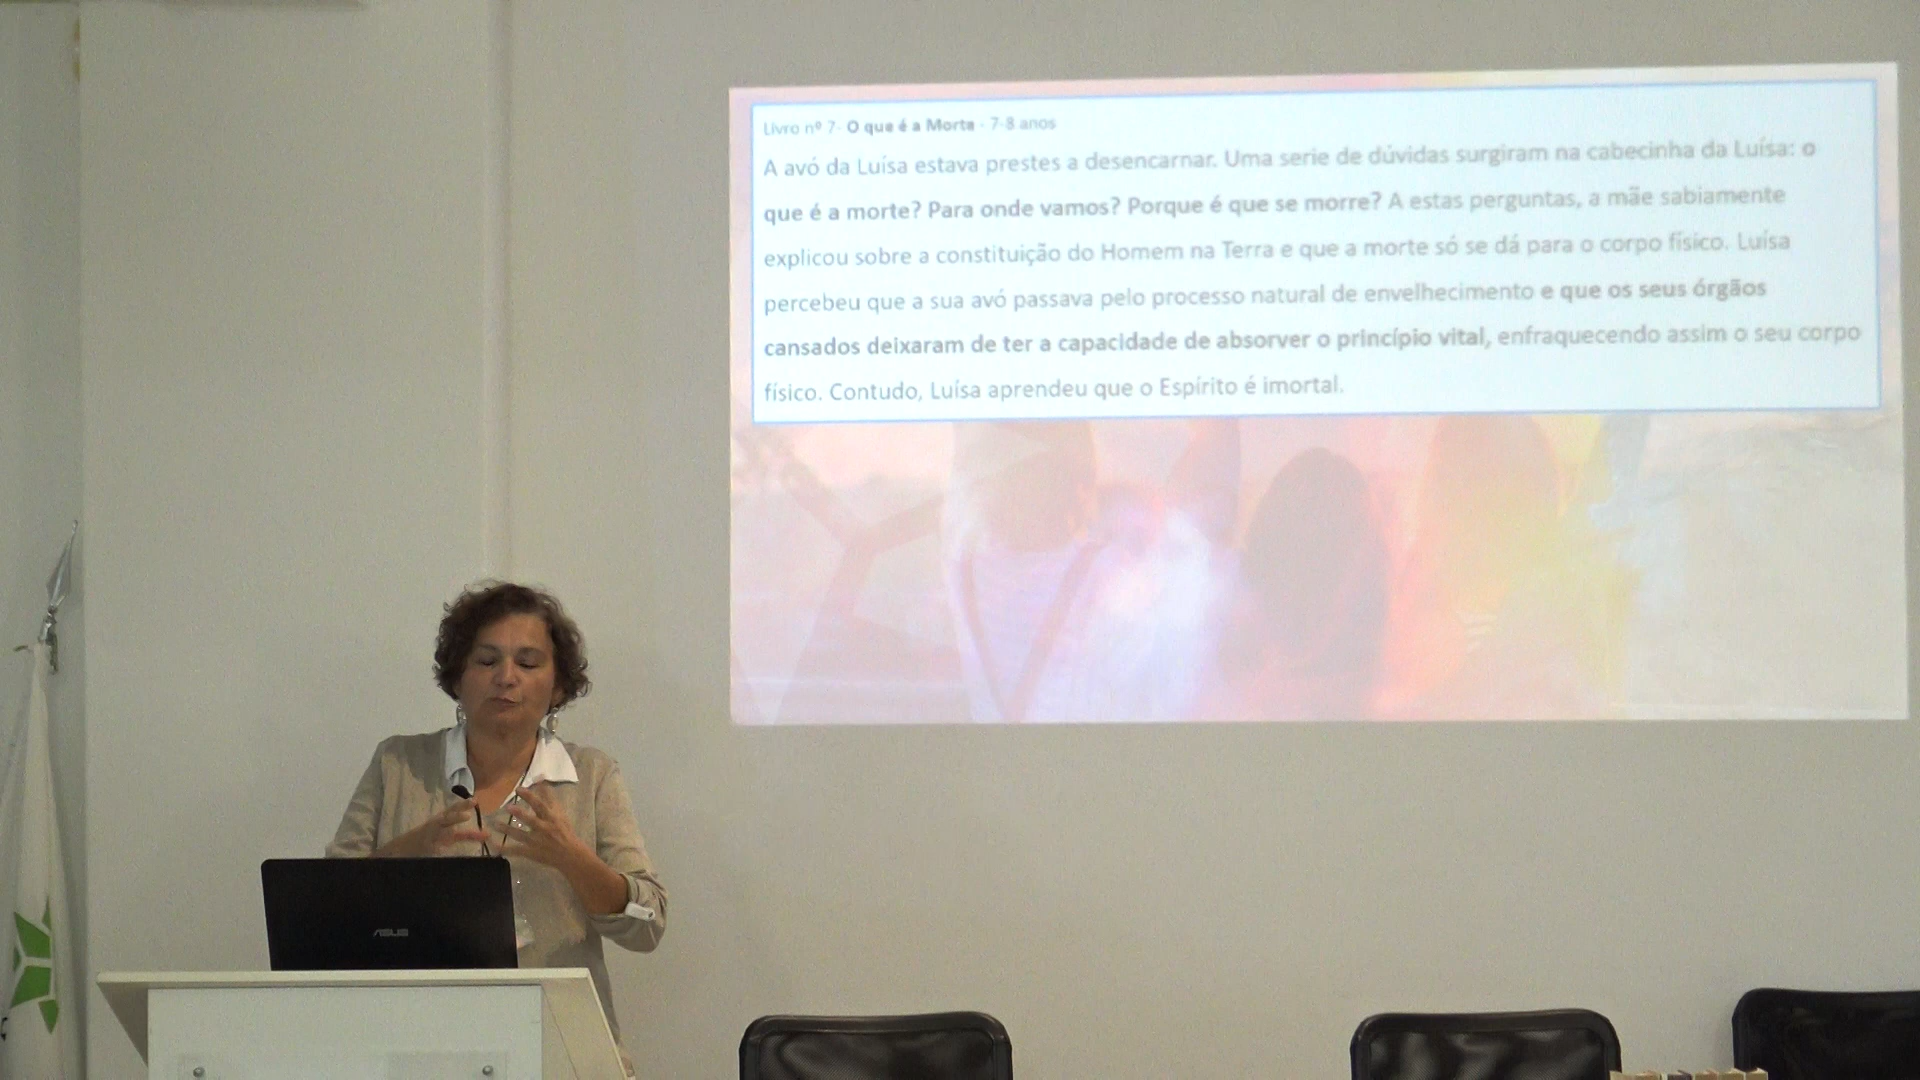 Livro nº 7- O que é a Morte - 7-8 anos
A avó da Luísa estava prestes a desencarnar. Uma serie de dúvidas surgiram na cabecinha da Luísa: o
que é a morte? Para onde vamos? Porque é que se morre? A estas perguntas, a mãe sabiamente
explicou sobre a constituição do Homem na Terra e que a morte só se dá para o corpo físico. Luísa
percebeu que a sua avó passava pelo processo natural de envelhecimento e que os seus órgãos
cansados deixaram de ter a capacidade de absorver o princípio vital, enfraquecendo assim o seu corpo
físico. Contudo, Luísa aprendeu que o Espírito é imortal.
ASUS